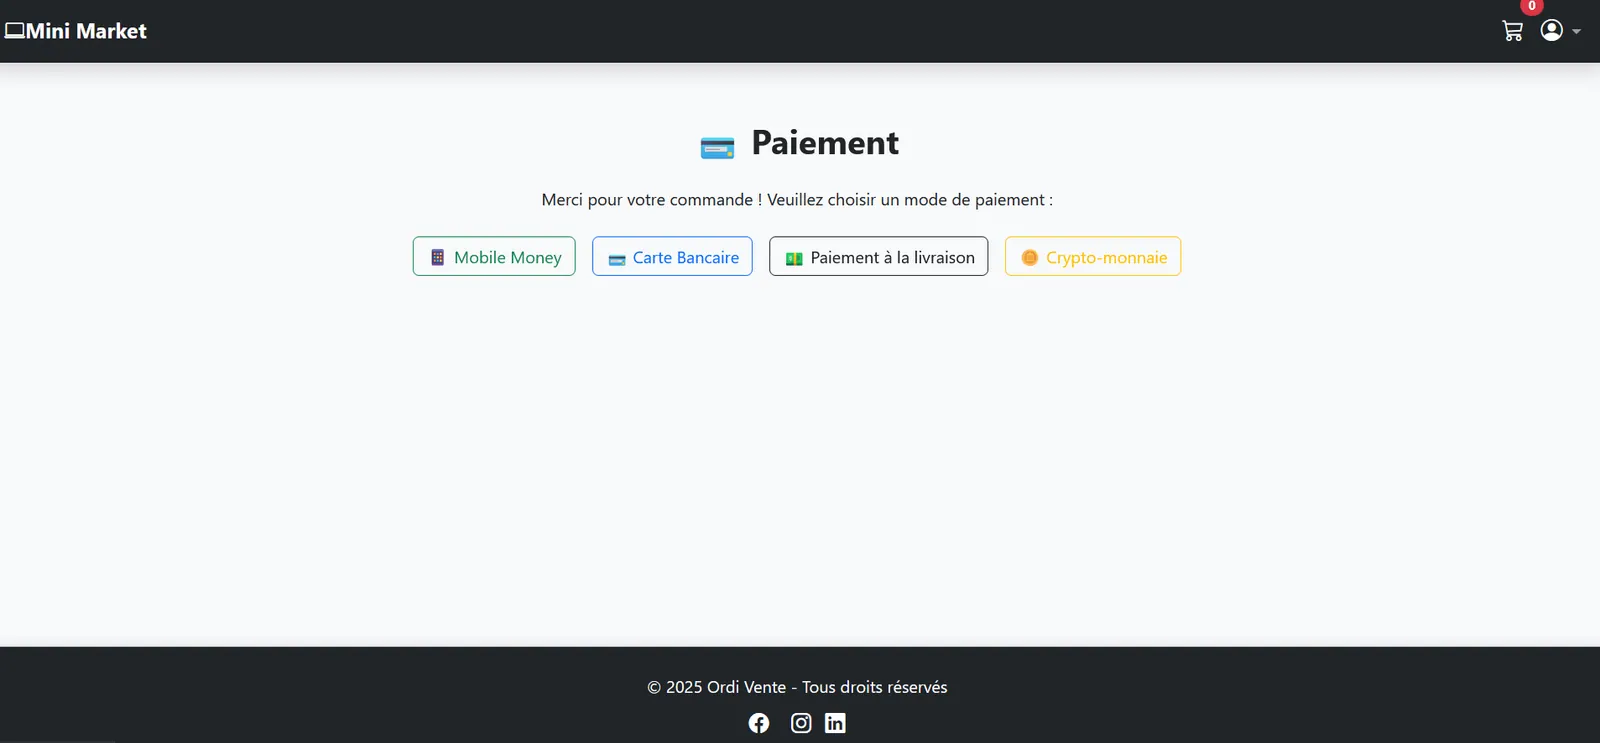 Mini Market
0
Paiement
Merci pour votre commande ! Veuillez choisir un mode de paiement :
Mobile Money
Carte Bancaire
Paiement à la livraison
Crypto-monnaie
© 2025 Ordi Vente - Tous droits réservés